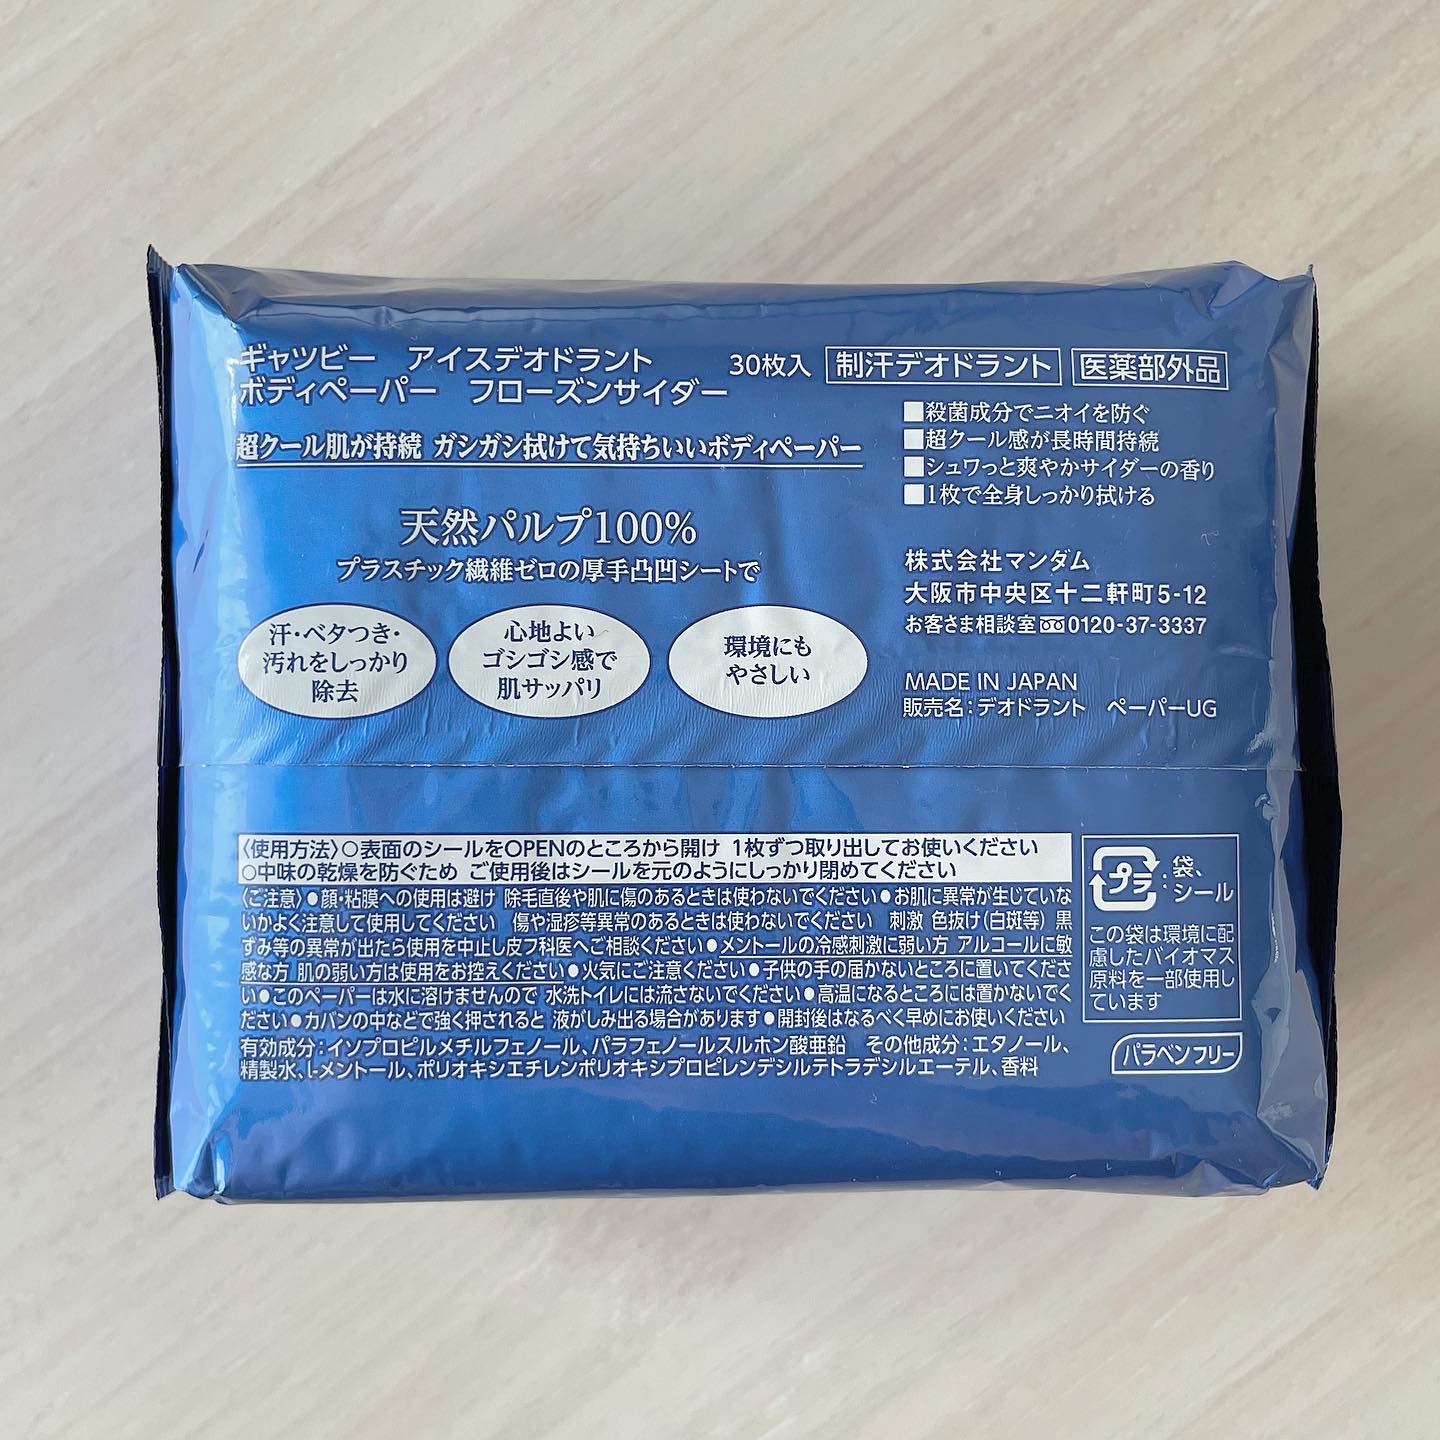 ギャツビー アイスデオドラント
ボディペーパー フローズンサイダー
30枚入 制汗デオドラント 医薬部外品
超クール肌が持続 ガシガシ拭けて気持ちいいボディペーパー
天然パルプ100%
プラスチック繊維ゼロの厚手凸凹シートで
汗・ベタつき・
汚れをしっかり
除去
心地よい
ゴシゴシ感で
肌サッパリ
環境にも
やさしい
■殺菌成分でニオイを防ぐ
■超クール感が長時間持続
■シュワっと爽やかサイダーの香り
■1枚で全身しっかり拭ける
株式会社マンダム
大阪市中央区十二軒町5-12
お客さま相談室 0120-37-3337
MADE IN JAPAN
販売名:デオドラント ペーパーUG
〈使用方法〉○表面のシールをOPENのところから開け 1枚ずつ取り出してお使いください
○中味の乾燥を防ぐため ご使用後はシールを元のようにしっかり閉めてください
〈ご注意〉●顔・粘膜への使用は避け 除毛直後や肌に傷のあるときは使わないでください●お肌に異常が生じていな
いかよく注意して使用してください 傷や湿疹等異常のあるときは使わないでください 刺激 色抜け(白斑等) 黒
ずみ等の異常が出たら使用を中止し皮フ科医へご相談ください●メントールの冷感刺激に弱い方 アルコールに敏
感な方 肌の弱い方は使用をお控えください●火気にご注意ください●子供の手の届かないところに置いてくださ
い●このペーパーは水に溶けませんので 水洗トイレには流さないでください●高温になるところには置かないでく
ださい●カバンの中などで強く押されると 液がしみ出る場合があります●開封後はなるべく早めにお使いください
有効成分:イソプロピルメチルフェノール、パラフェノールスルホン酸亜鉛 その他成分:エタノール、
精製水、l-メントール、ポリオキシエチレンポリオキシプロピレンデシルテトラデシルエーテル、香料
プラ:袋、
シール
この袋は環境に配
慮したバイオマス
原料を一部使用し
ています
パラベンフリー